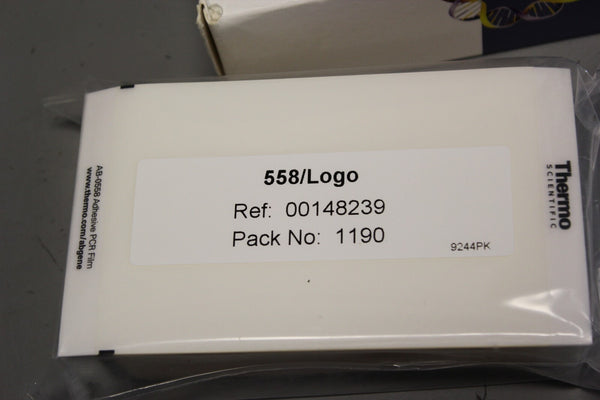 558/Logo
Ref: 00148239
Pack No: 1190
9244PK
Thermo
SCIENTIFIC
AB-0558 Adhesive PCR Film
www.thermo.com/abgene